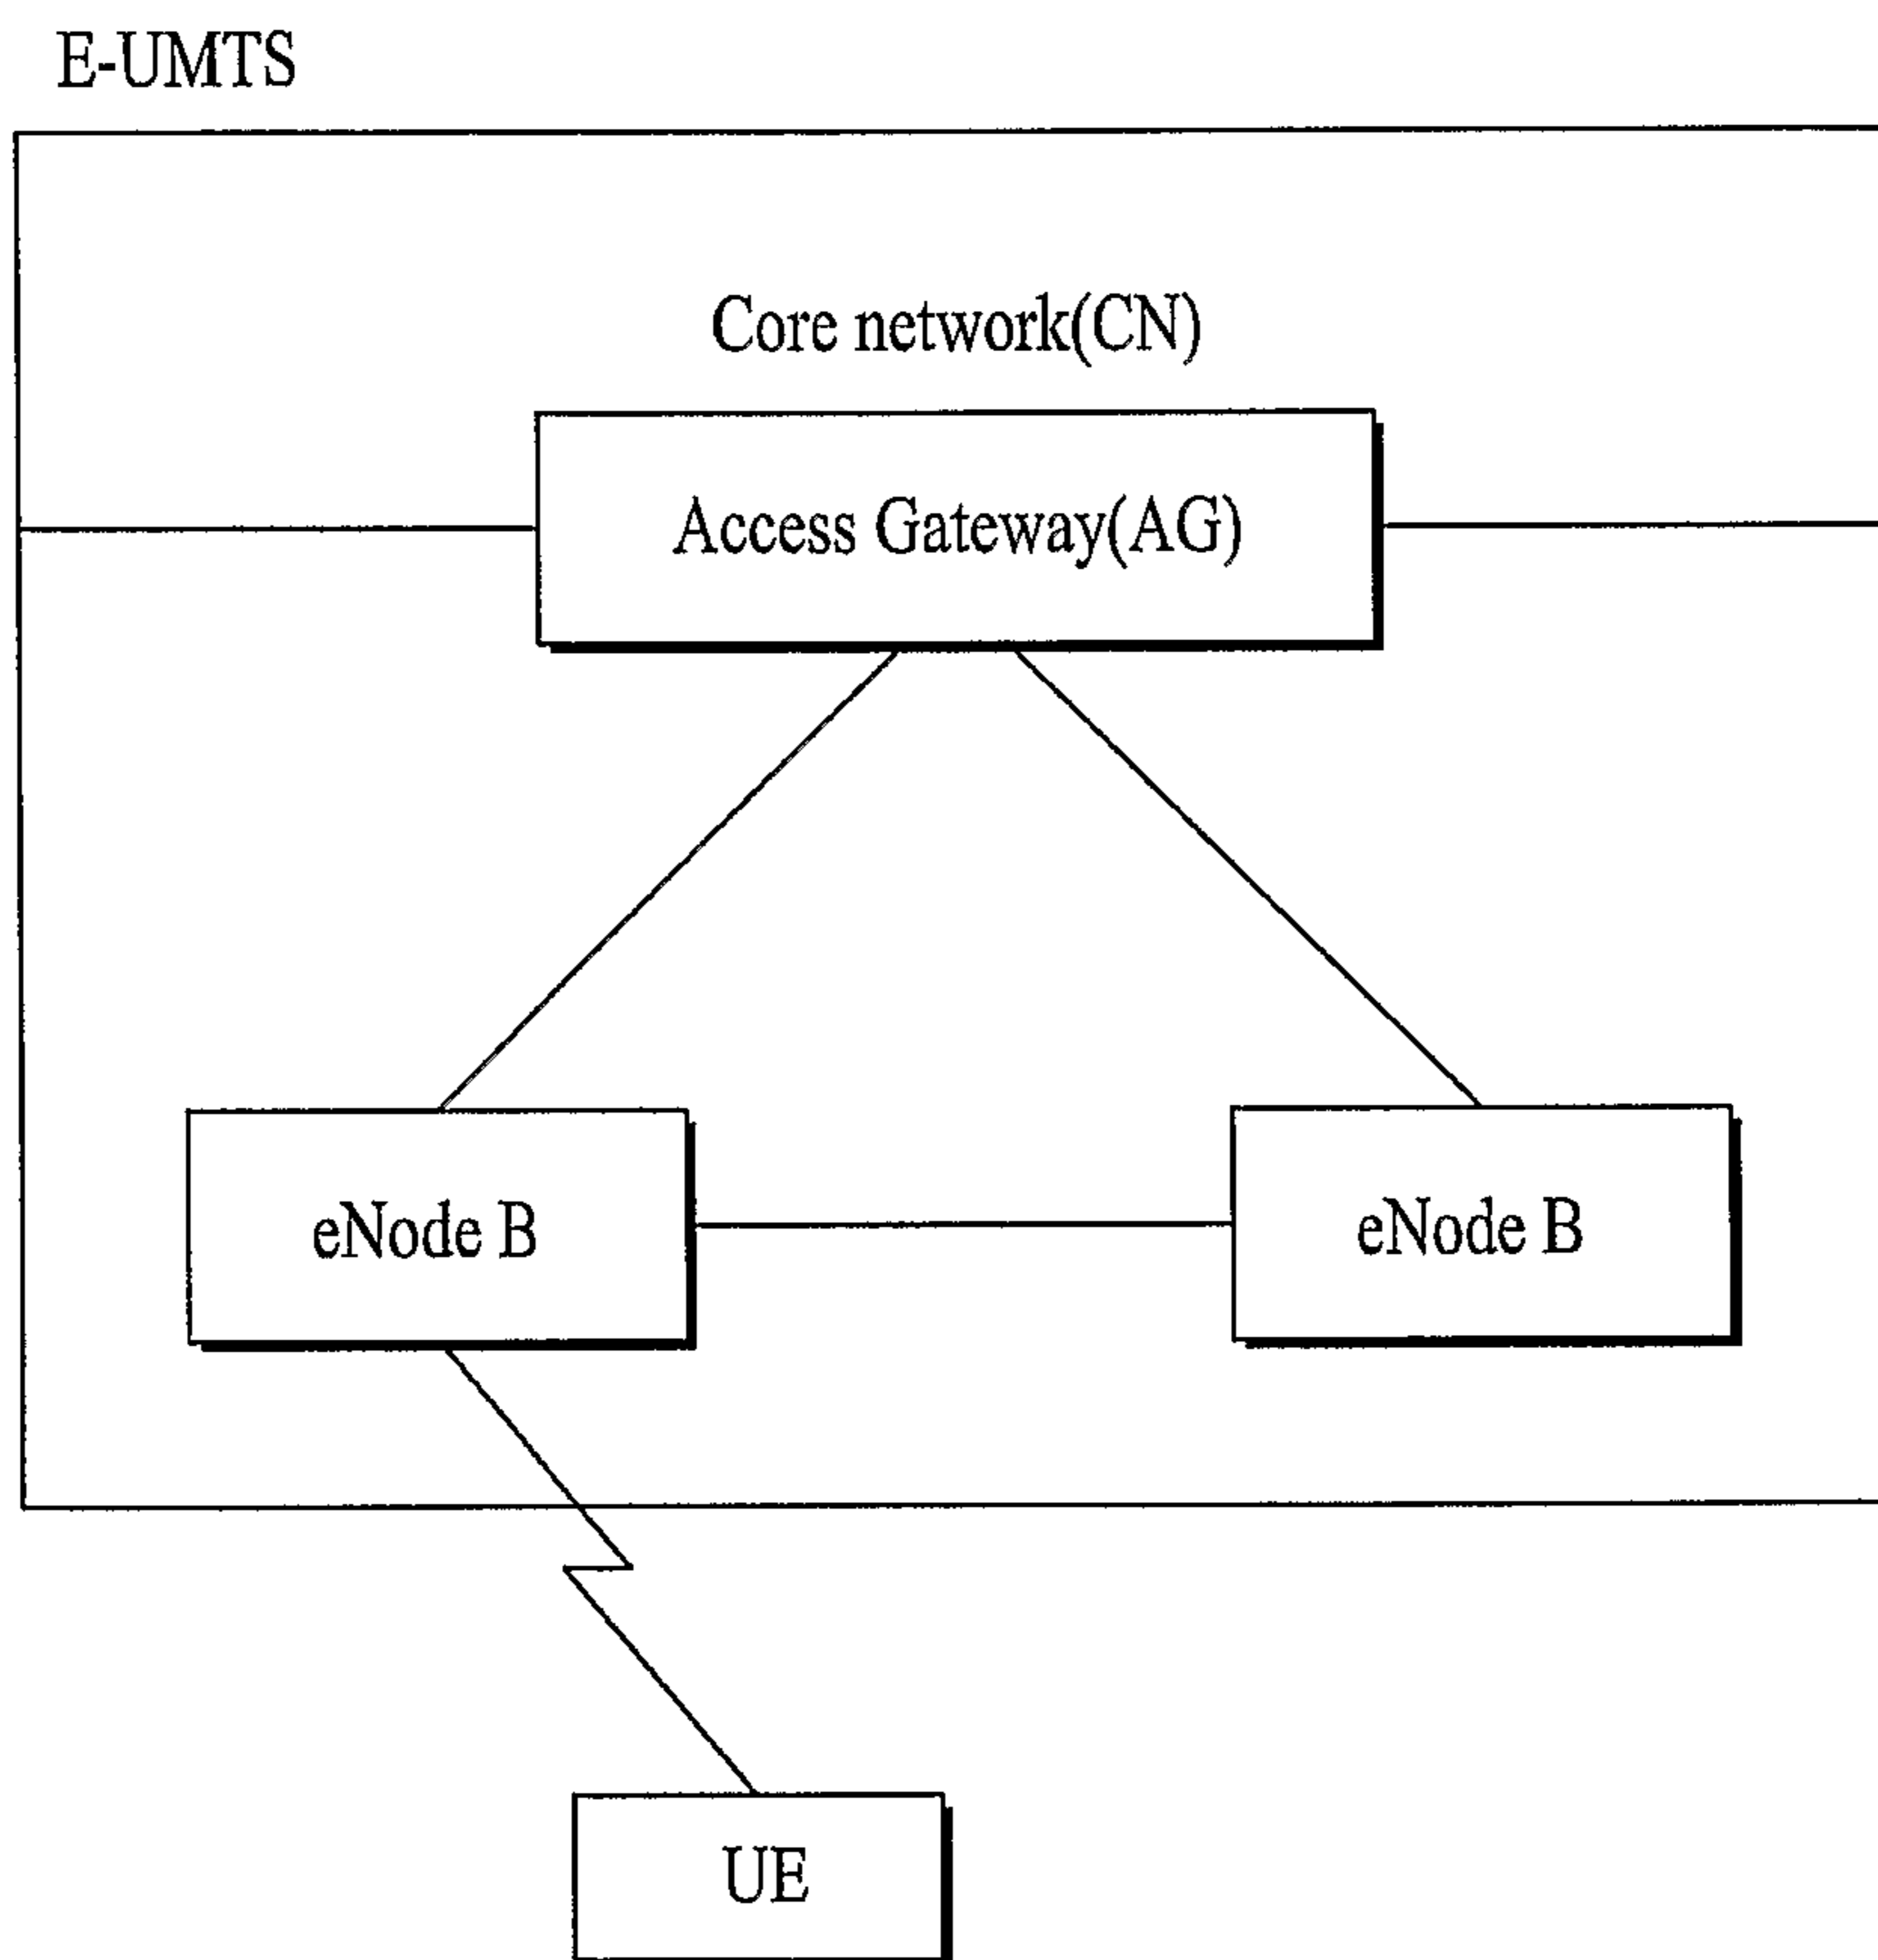 E-UMTS
Core network(CN)
Access Gateway(AG)
eNode B
eNode B
UE